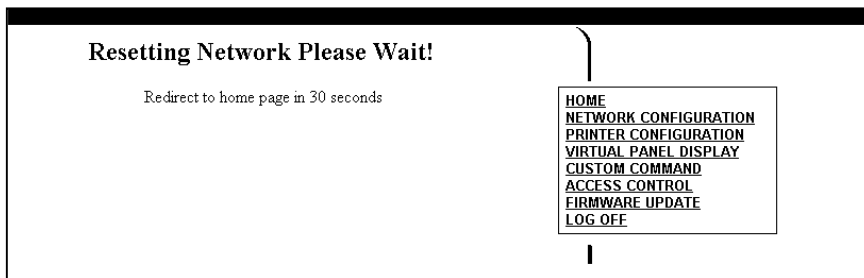 Resetting Network Please Wait!
Redirect to home page in 30 seconds
HOME
NETWORK CONFIGURATION
PRINTER CONFIGURATION
VIRTUAL PANEL DISPLAY
CUSTOM COMMAND
ACCESS CONTROL
FIRMWARE UPDATE
LOG OFF